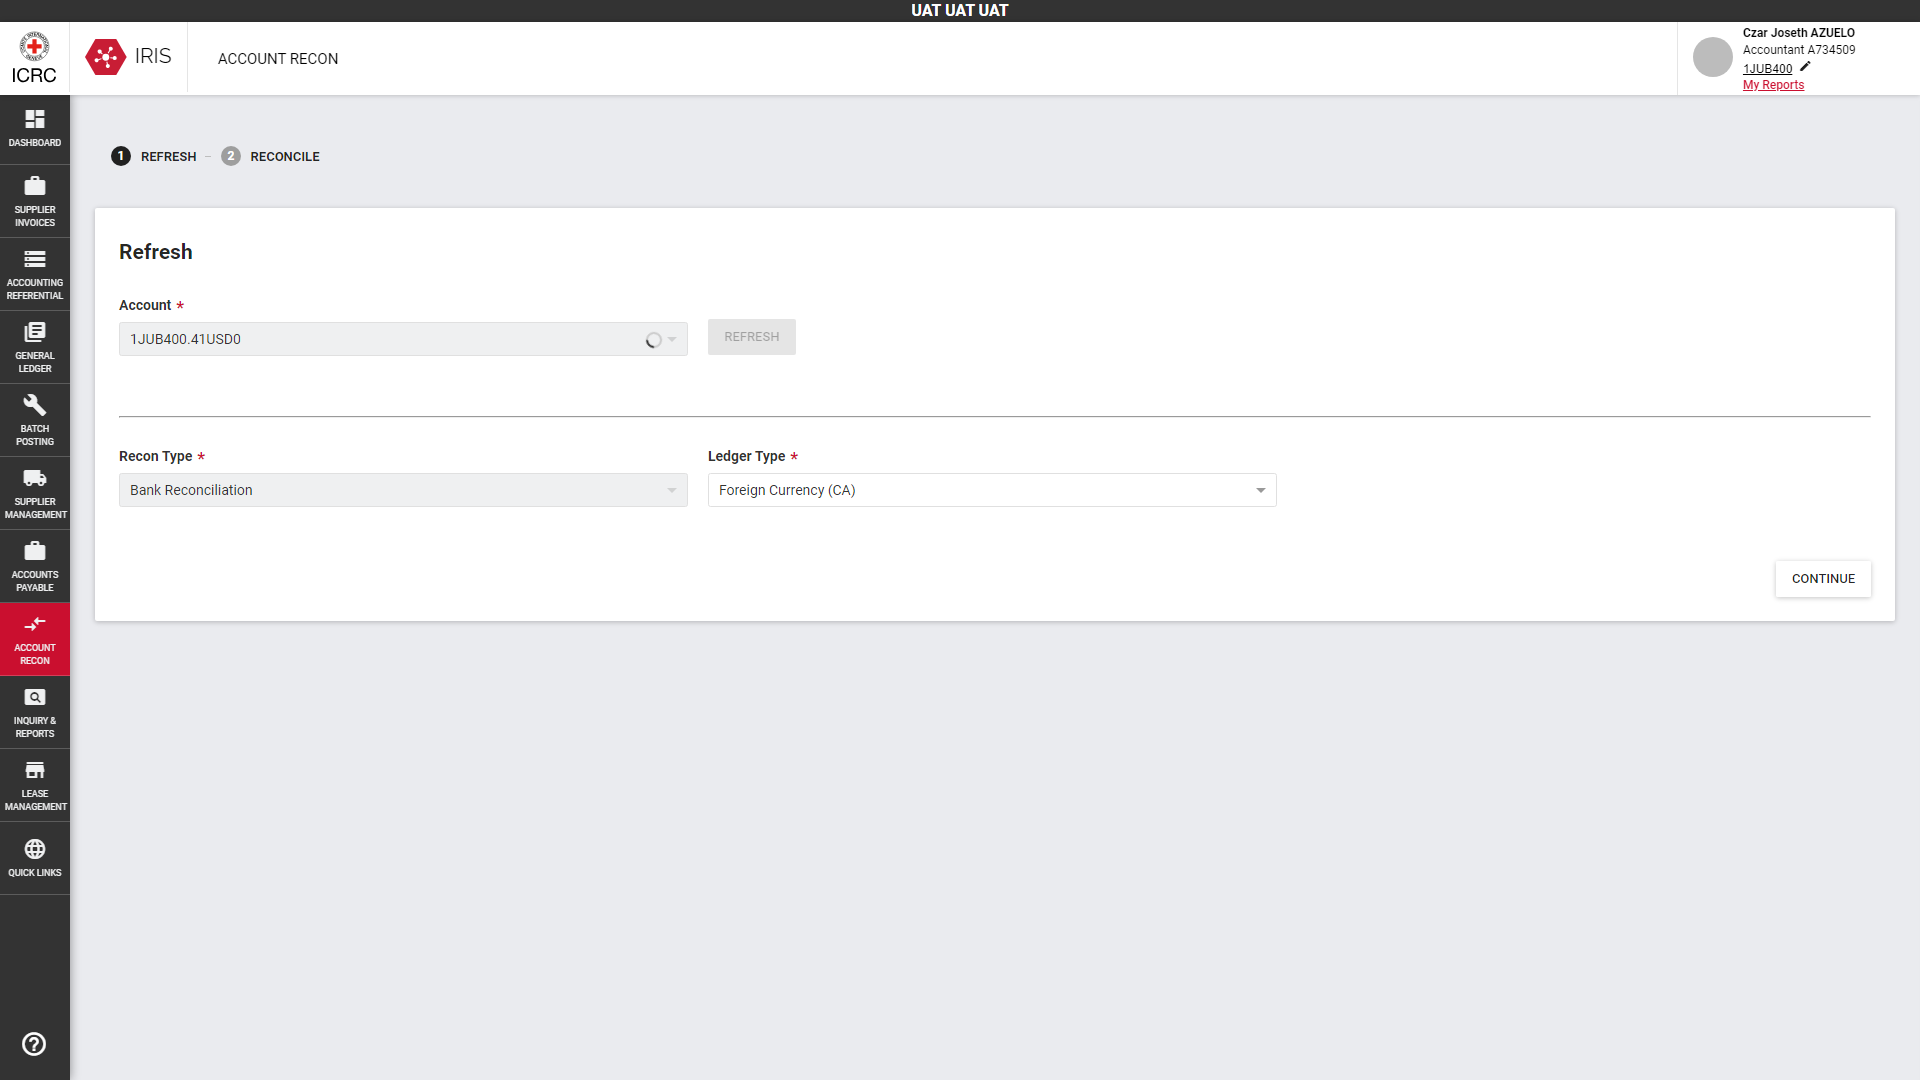 UAT UAT UAT
ICRC
IRIS
ACCOUNT RECON
Czar Joseth AZUELO
Accountant A734509
1JUB400
My Reports
DASHBOARD
SUPPLIER
INVOICES
ACCOUNTING
REFERENTIAL
GENERAL
LEDGER
BATCH
POSTING
SUPPLIER
MANAGEMENT
ACCOUNTS
PAYABLE
ACCOUNT
RECON
INQUIRY &
REPORTS
LEASE
MANAGEMENT
QUICK LINKS
1 REFRESH – 2 RECONCILE
Refresh
Account *
1JUB400.41USD0
REFRESH
Recon Type *
Ledger Type *
Bank Reconciliation
Foreign Currency (CA)
CONTINUE